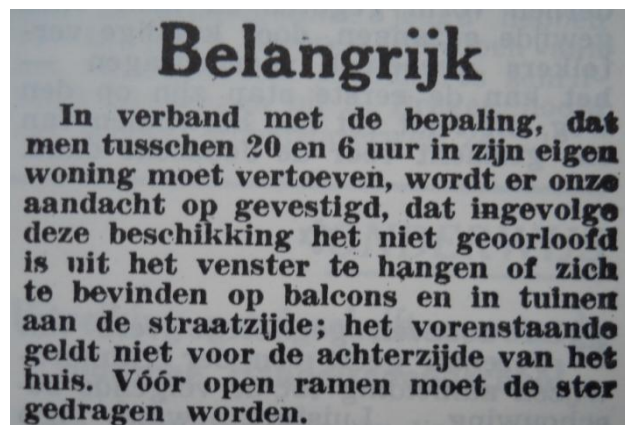 Belangrijk
In verband met de bepaling, dat
men tusschen 20 en 6 uur in zijn eigen
woning moet vertoeven, wordt er onze
aandacht op gevestigd, dat ingevolge
deze beschikking het niet geoorloofd
is uit het venster te hangen of zich
te bevinden op balcons en in tuinen
aan de straatzijde; het vorenstaande
geldt niet voor de achterzijde van het
huis. Vóór open ramen moet de ster
gedragen worden.